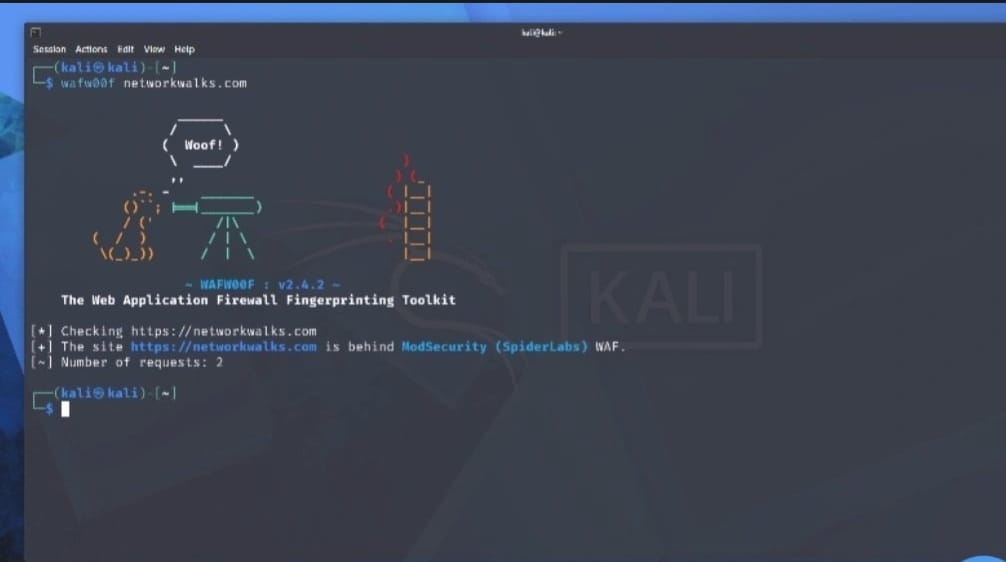 kali@kali: ~
Session Actions Edit View Help
(kali㉿kali)-[~]
$ wafw00f networkwalks.com
Woof!
~ WAFW00F : v2.4.2 ~
The Web Application Firewall Fingerprinting Toolkit
[*] Checking https://networkwalks.com
[+] The site https://networkwalks.com is behind ModSecurity (SpiderLabs) WAF.
[~] Number of requests: 2
(kali㉿kali)-[~]
$
KALI